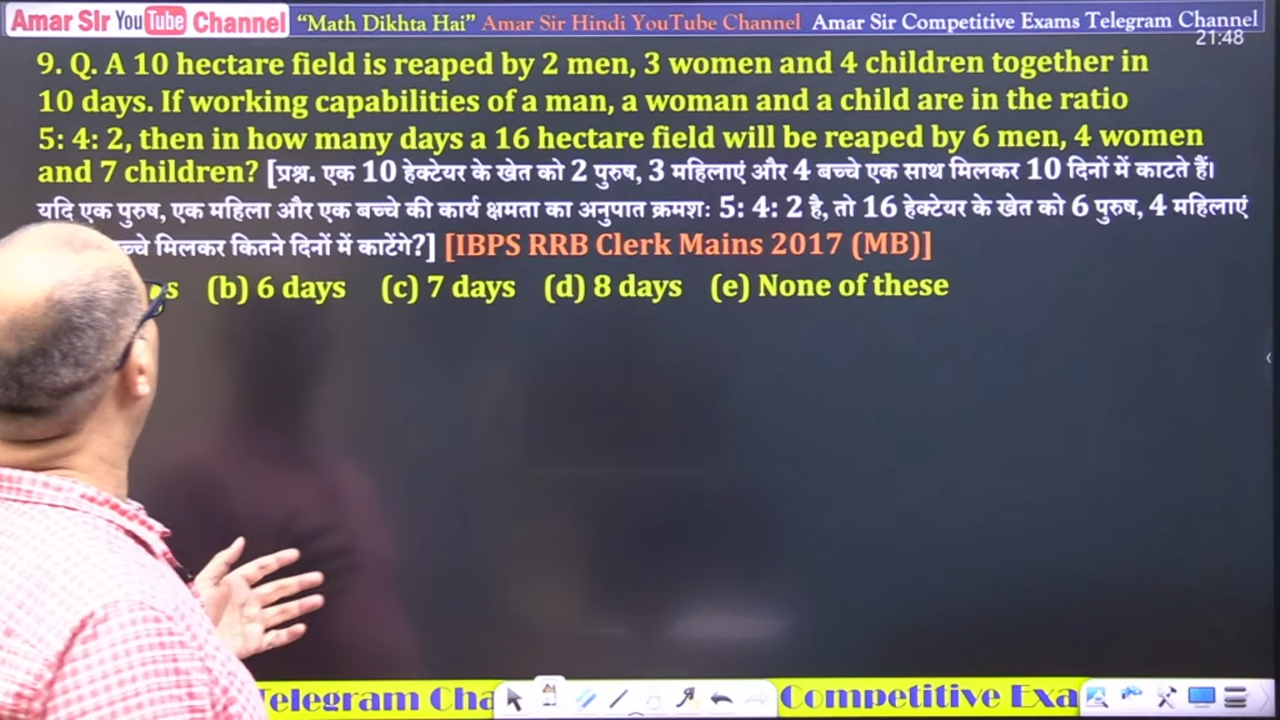 Amar SIr YouTube Channel "Math Dikhta Hai" Amar Sir Hindi YouTube Channel Amar Sir Competitive Exams Telegram Channel
21:48
9. Q. A 10 hectare field is reaped by 2 men, 3 women and 4 children together in
10 days. If working capabilities of a man, a woman and a child are in the ratio
5: 4: 2, then in how many days a 16 hectare field will be reaped by 6 men, 4 women
and 7 children? [प्रश्न. एक 10 हेक्टेयर के खेत को 2 पुरुष, 3 महिलाएं और 4 बच्चे एक साथ मिलकर 10 दिनों में काटते हैं।
यदि एक पुरुष, एक महिला और एक बच्चे की कार्य क्षमता का अनुपात क्रमशः 5: 4: 2 है, तो 16 हेक्टेयर के खेत को 6 पुरुष, 4 महिलाएं
मिलकर कितने दिनों में काटेंगे?] [IBPS RRB Clerk Mains 2017 (MB)]
(b) 6 days (c) 7 days (d) 8 days (e) None of these
Telegram Cha Competitive Exa